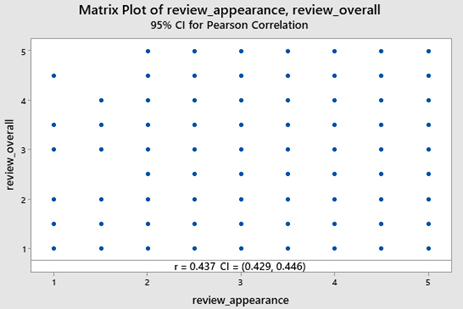 Matrix Plot of review_appearance, review_overall
95% CI for Pearson Correlation
review_overall
5
4
3
2
1
r = 0.437 CI = (0.429, 0.446)
1 2 3 4 5
review_appearance